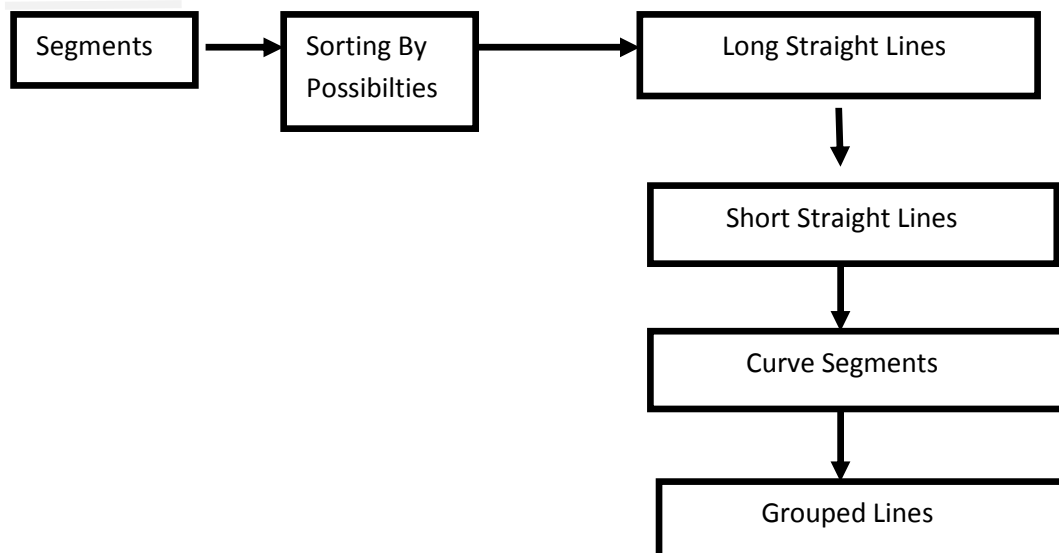 Segments
Sorting By
Possibilties
Long Straight Lines
Short Straight Lines
Curve Segments
Grouped Lines